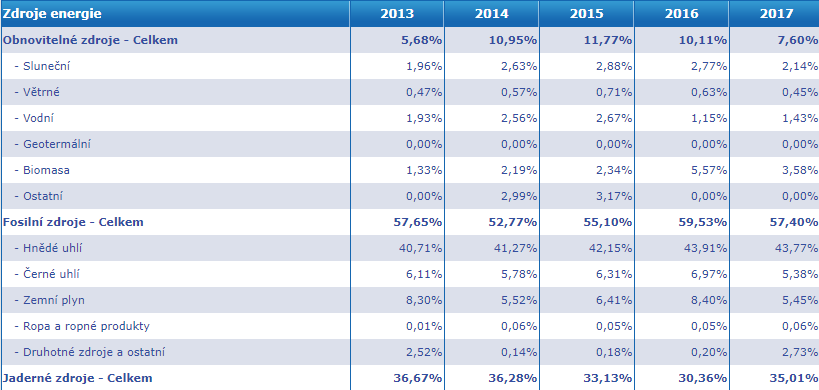 Zdroje energie 2013 2014 2015 2016 2017
Obnovitelné zdroje - Celkem 5,68% 10,95% 11,77% 10,11% 7,60%
- Sluneční 1,96% 2,63% 2,88% 2,77% 2,14%
- Větrné 0,47% 0,57% 0,71% 0,63% 0,45%
- Vodní 1,93% 2,56% 2,67% 1,15% 1,43%
- Geotermální 0,00% 0,00% 0,00% 0,00% 0,00%
- Biomasa 1,33% 2,19% 2,34% 5,57% 3,58%
- Ostatní 0,00% 2,99% 3,17% 0,00% 0,00%
Fosilní zdroje - Celkem 57,65% 52,77% 55,10% 59,53% 57,40%
- Hnědé uhlí 40,71% 41,27% 42,15% 43,91% 43,77%
- Černé uhlí 6,11% 5,78% 6,31% 6,97% 5,38%
- Zemní plyn 8,30% 5,52% 6,41% 8,40% 5,45%
- Ropa a ropné produkty 0,01% 0,06% 0,05% 0,05% 0,06%
- Druhotné zdroje a ostatní 2,52% 0,14% 0,18% 0,20% 2,73%
Jaderné zdroje - Celkem 36,67% 36,28% 33,13% 30,36% 35,01%